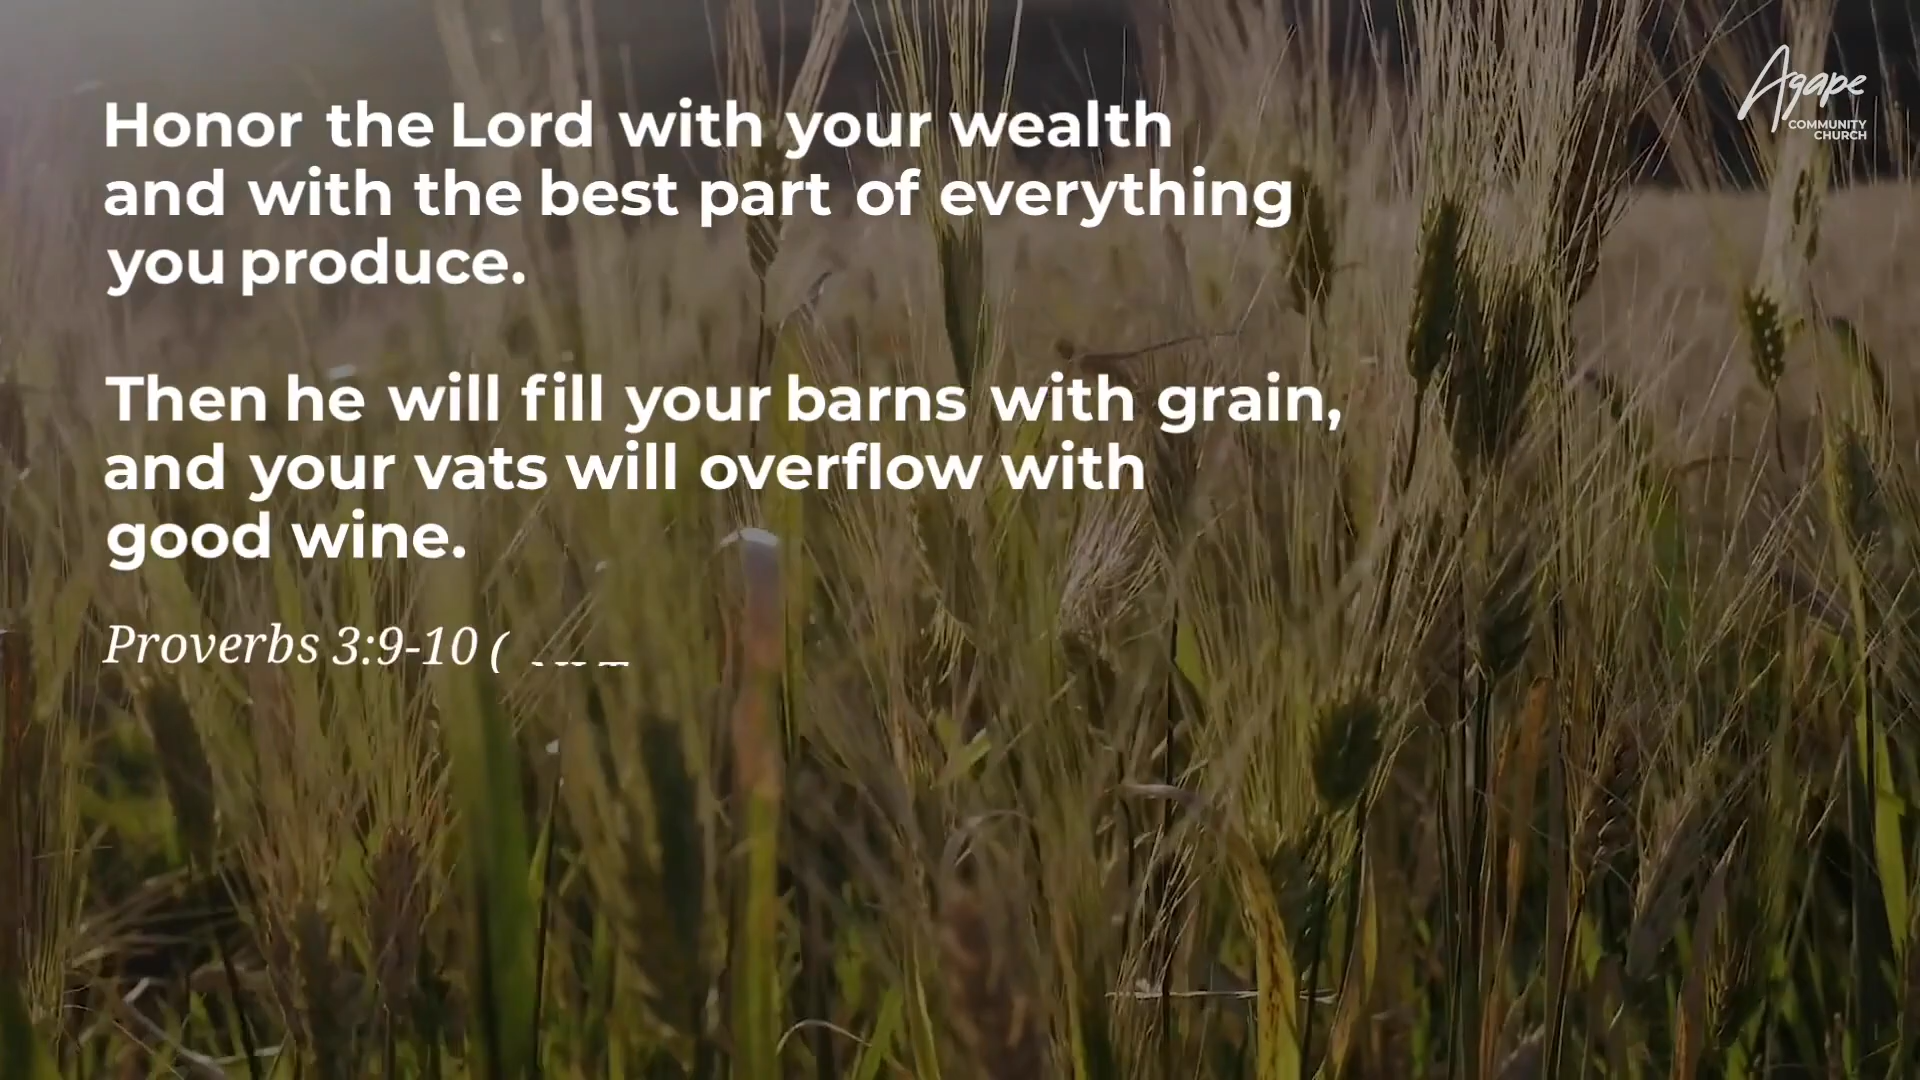 Honor the Lord with your wealth
and with the best part of everything
you produce.
Then he will fill your barns with grain,
and your vats will overflow with
good wine.
Proverbs 3:9-10 (
Agape
COMMUNITY
CHURCH